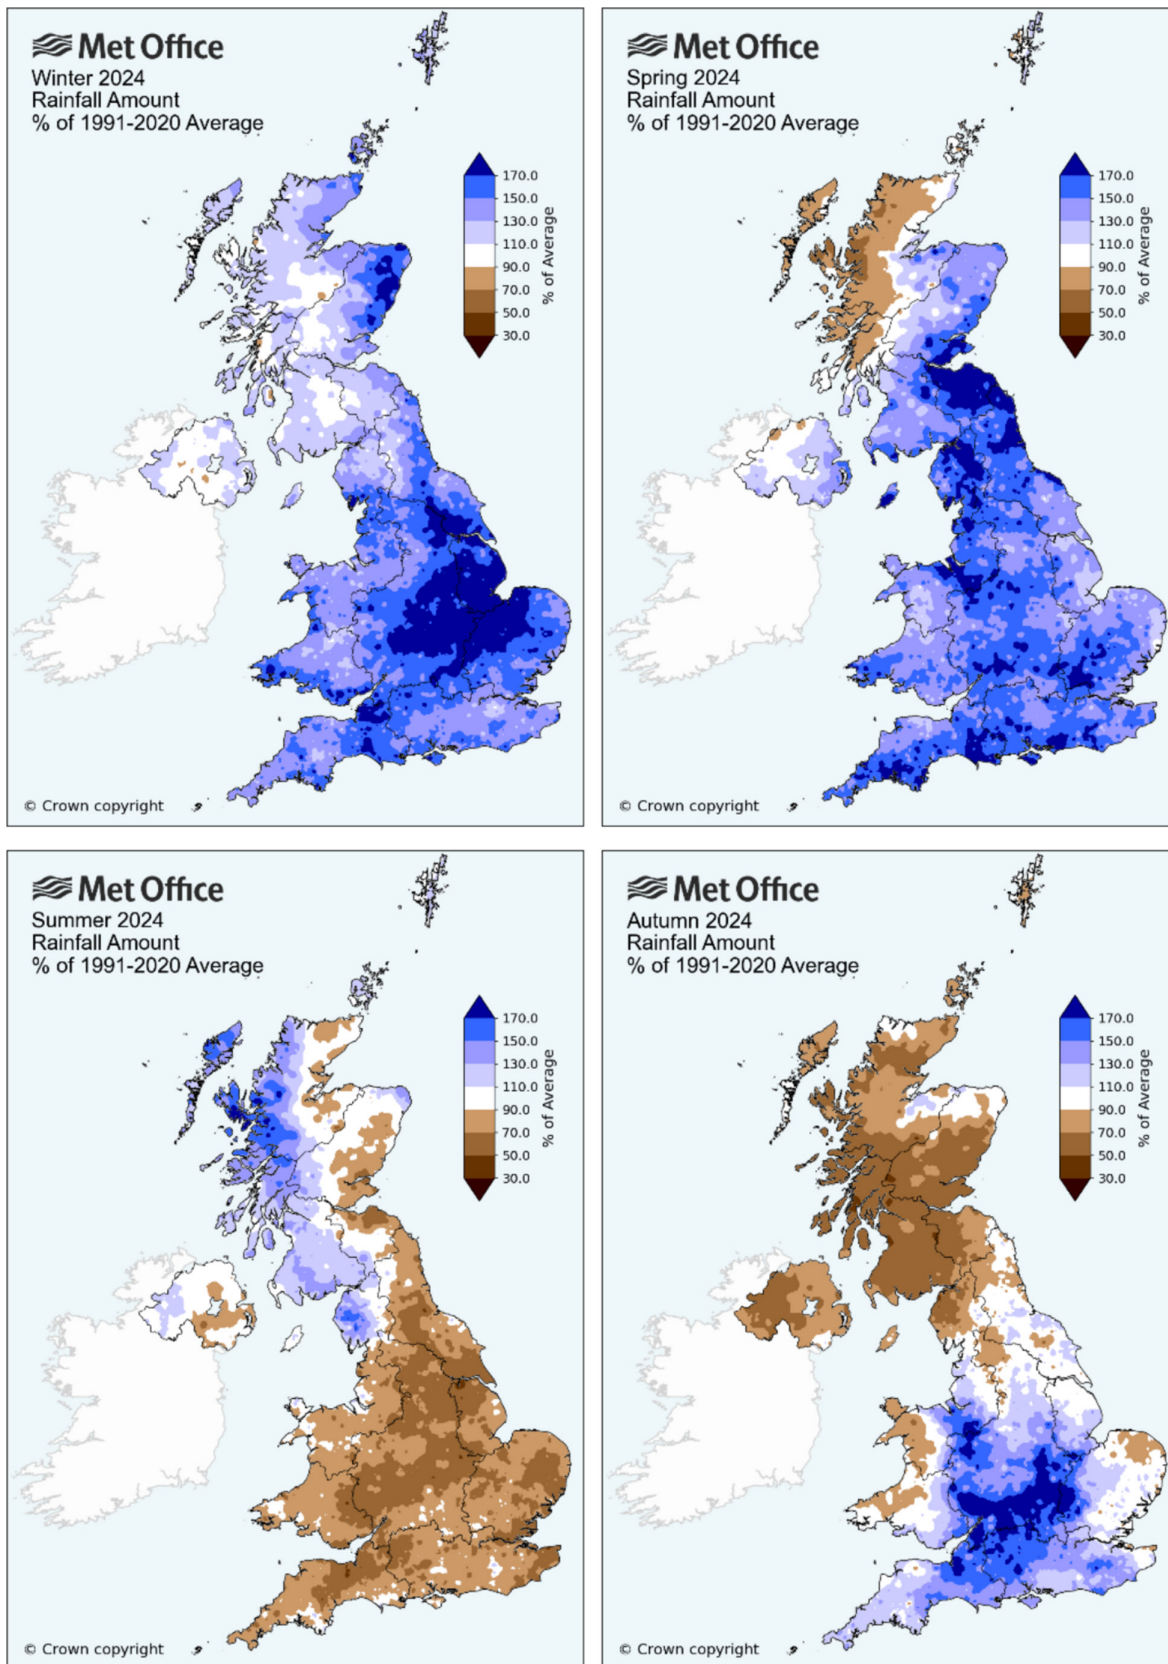 Met Office
Winter 2024
Rainfall Amount
% of 1991-2020 Average
170.0
150.0
130.0
110.0
90.0
70.0
50.0
30.0
% of Average
© Crown copyright
Met Office
Spring 2024
Rainfall Amount
% of 1991-2020 Average
170.0
150.0
130.0
110.0
90.0
70.0
50.0
30.0
% of Average
© Crown copyright
Met Office
Summer 2024
Rainfall Amount
% of 1991-2020 Average
170.0
150.0
130.0
110.0
90.0
70.0
50.0
30.0
% of Average
© Crown copyright
Met Office
Autumn 2024
Rainfall Amount
% of 1991-2020 Average
170.0
150.0
130.0
110.0
90.0
70.0
50.0
30.0
% of Average
© Crown copyright